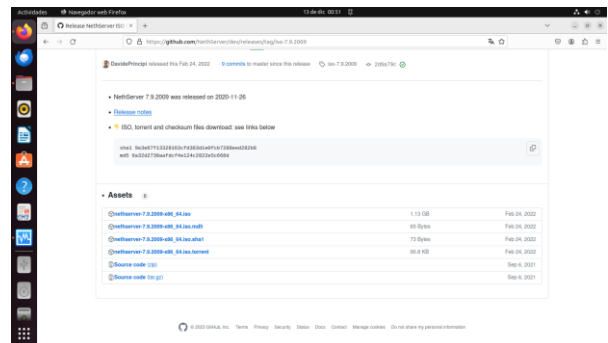 Actividades Navegador web Firefox 13 de dic 00:51
Release NethServer ISO
https://github.com/NethServer/dev/releases/tag/iso-7.9.2009
DavidePrincipi released this Feb 24, 2022 9 commits to master since this release iso-7.9.2009
NethServer 7.9.2009 was released on 2020-11-26
Release notes
ISO, torrent and checksum files download: see links below
sha1
md5
Assets 6
nethserver-7.9.2009-x86_64.iso 1.13 GB Feb 24, 2022
nethserver-7.9.2009-x86_64.iso.md5 Feb 24, 2022
nethserver-7.9.2009-x86_64.iso.sha1 73 Bytes Feb 24, 2022
nethserver-7.9.2009-x86_64.iso.torrent Feb 24, 2022
Source code (zip) Sep 6, 2021
Source code (tar.gz) Sep 6, 2021
© 2023 GitHub, Inc. Terms Privacy Security Status Docs Contact Manage cookies Do not share my personal information